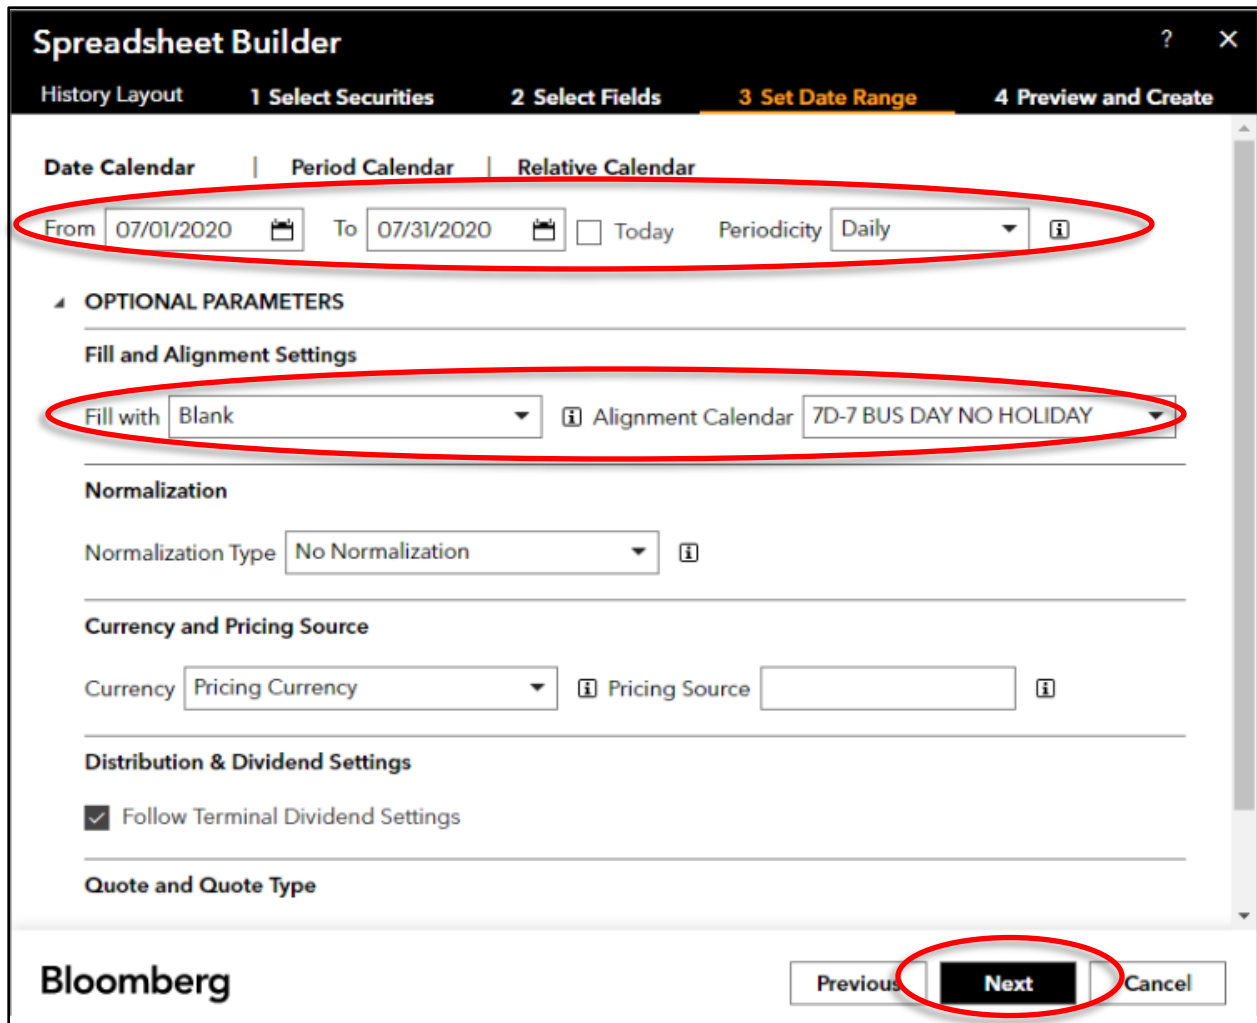 Spreadsheet Builder ? ×
History Layout 1 Select Securities 2 Select Fields 3 Set Date Range 4 Preview and Create
Date Calendar | Period Calendar | Relative Calendar
From 07/01/2020 To 07/31/2020 Today Periodicity Daily
OPTIONAL PARAMETERS
Fill and Alignment Settings
Fill with Blank Alignment Calendar 7D-7 BUS DAY NO HOLIDAY
Normalization
Normalization Type No Normalization
Currency and Pricing Source
Currency Pricing Currency Pricing Source
Distribution & Dividend Settings
Follow Terminal Dividend Settings
Quote and Quote Type
Bloomberg Previous Next Cancel